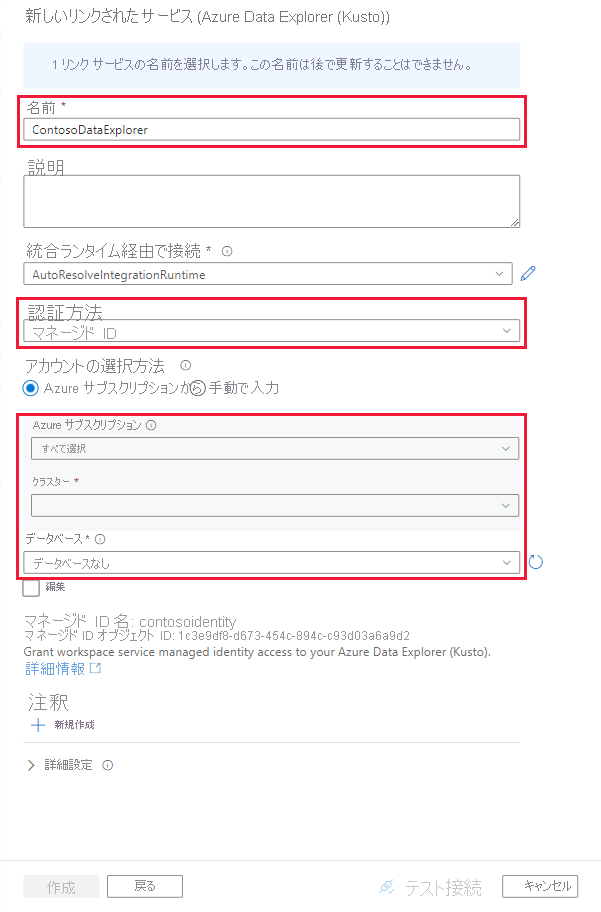 新しいリンクされたサービス (Azure Data Explorer (Kusto))
1 リンク サービスの名前を選択します。この名前は後で更新することはできません。
名前 *
ContosoDataExplorer
説明
統合ランタイム経由で接続 *
AutoResolveIntegrationRuntime
認証方法
マネージド ID
アカウントの選択方法
Azure サブスクリプションから 手動で入力
Azure サブスクリプション
すべて選択
クラスター *
データベース *
データベースなし
編集
マネージド ID 名: contosoidentity
マネージド ID オブジェクト ID: 1c3e9df8-d673-454c-894c-c93d03a6a9d2
Grant workspace service managed identity access to your Azure Data Explorer (Kusto).
詳細情報
注釈
新規作成
詳細設定
作成 戻る テスト接続 キャンセル